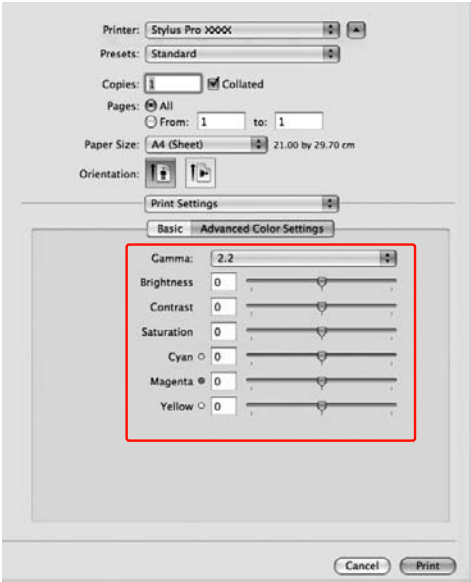 Printer: Stylus Pro XXXX
Presets: Standard
Copies: 1 Collated
Pages: All
From: 1 to: 1
Paper Size: A4 (Sheet) 21.00 by 29.70 cm
Orientation:
Print Settings
Basic Advanced Color Settings
Gamma: 2.2
Brightness 0
Contrast 0
Saturation 0
Cyan 0
Magenta 0
Yellow 0
Cancel Print